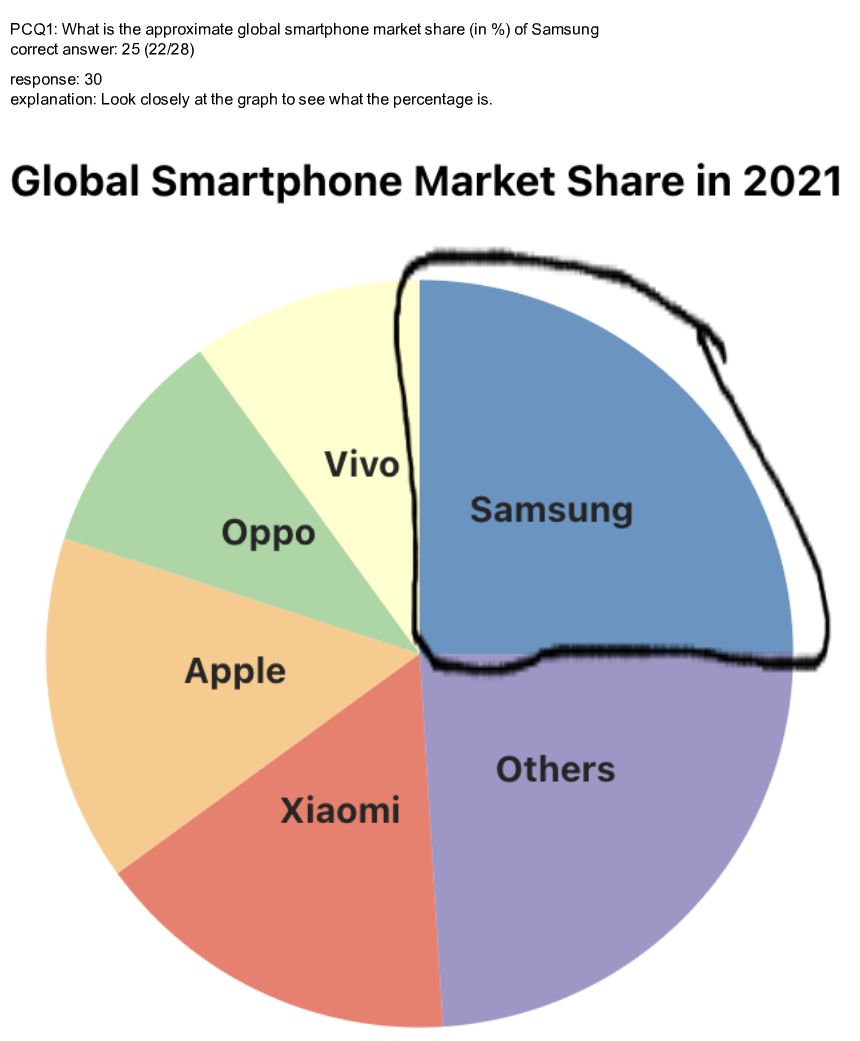 PCQ1: What is the approximate global smartphone market share (in %) of Samsung
correct answer: 25 (22/28)
response: 30
explanation: Look closely at the graph to see what the percentage is.
Global Smartphone Market Share in 2021
Vivo
Samsung
Oppo
Apple
Others
Xiaomi